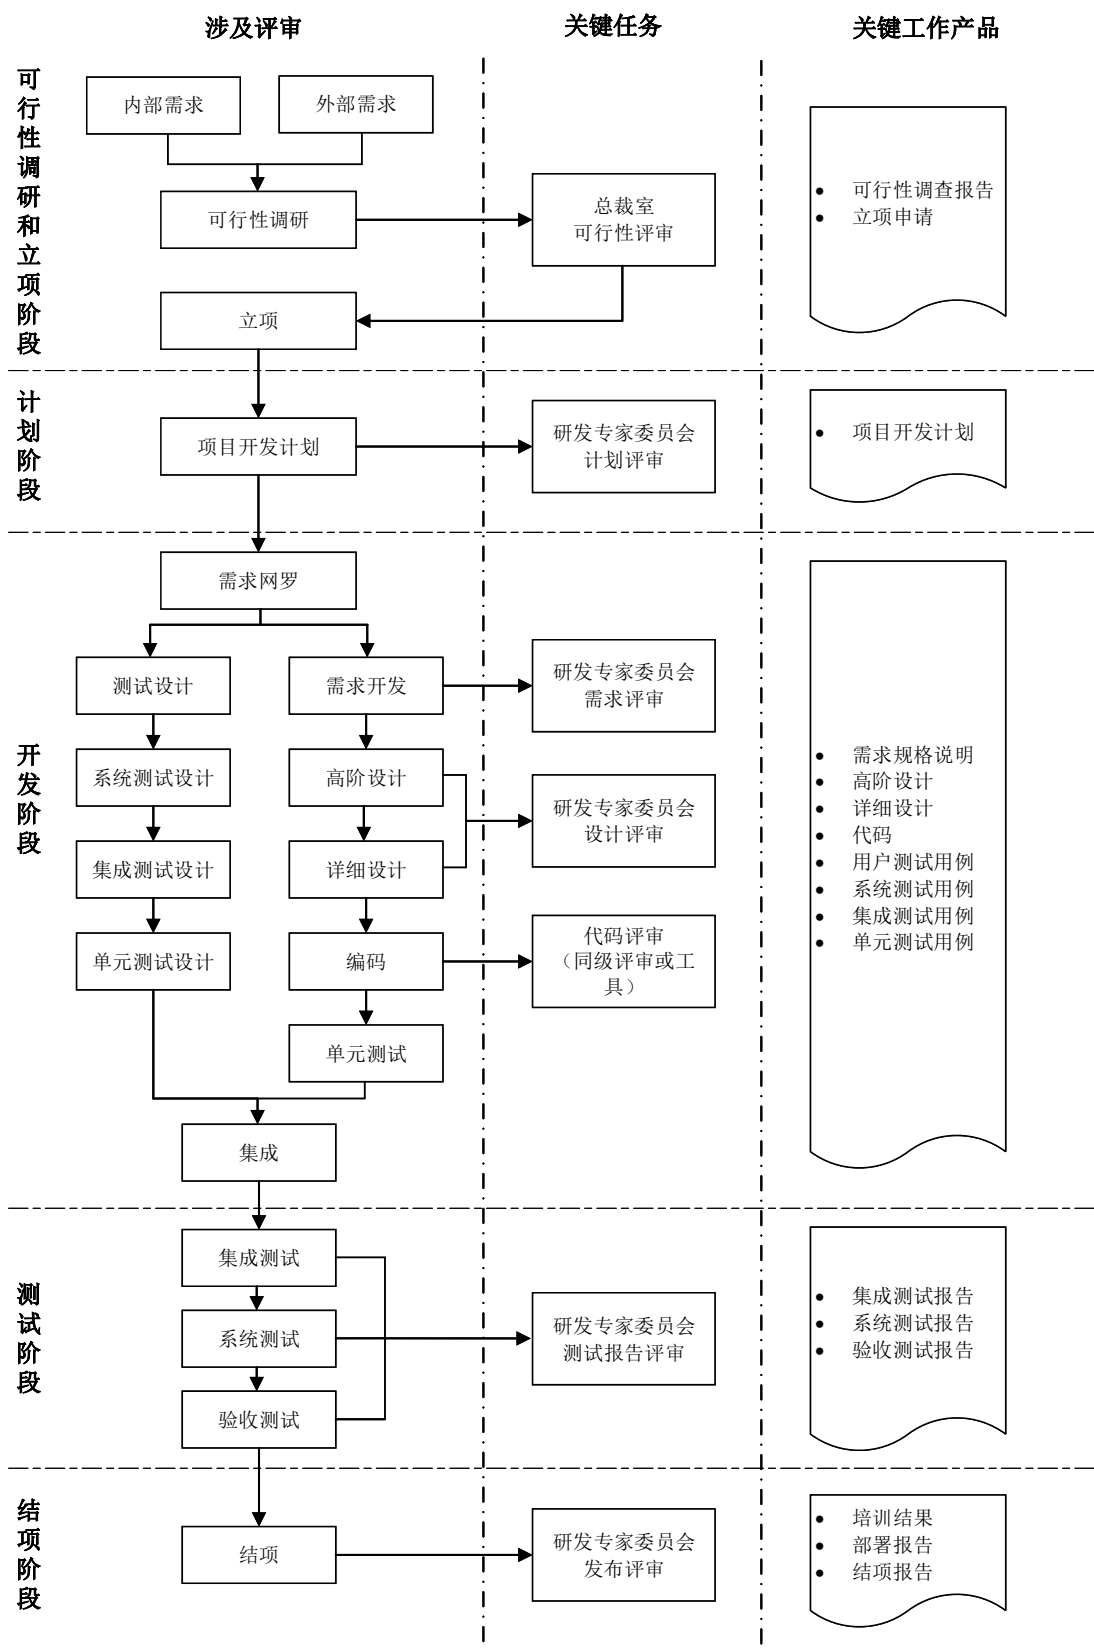 涉及评审
关键任务
关键工作产品
可行性调研和立项阶段
内部需求
外部需求
可行性调研
总裁室
可行性评审
立项
可行性调查报告
立项申请
计划阶段
项目开发计划
研发专家委员会
计划评审
项目开发计划
开发阶段
需求网罗
测试设计
需求开发
研发专家委员会
需求评审
系统测试设计
高阶设计
研发专家委员会
设计评审
集成测试设计
详细设计
单元测试设计
编码
代码评审
（同级评审或工
具）
单元测试
集成
需求规格说明
高阶设计
详细设计
代码
用户测试用例
系统测试用例
集成测试用例
单元测试用例
测试阶段
集成测试
系统测试
验收测试
研发专家委员会
测试报告评审
集成测试报告
系统测试报告
验收测试报告
结项阶段
结项
研发专家委员会
发布评审
培训结果
部署报告
结项报告